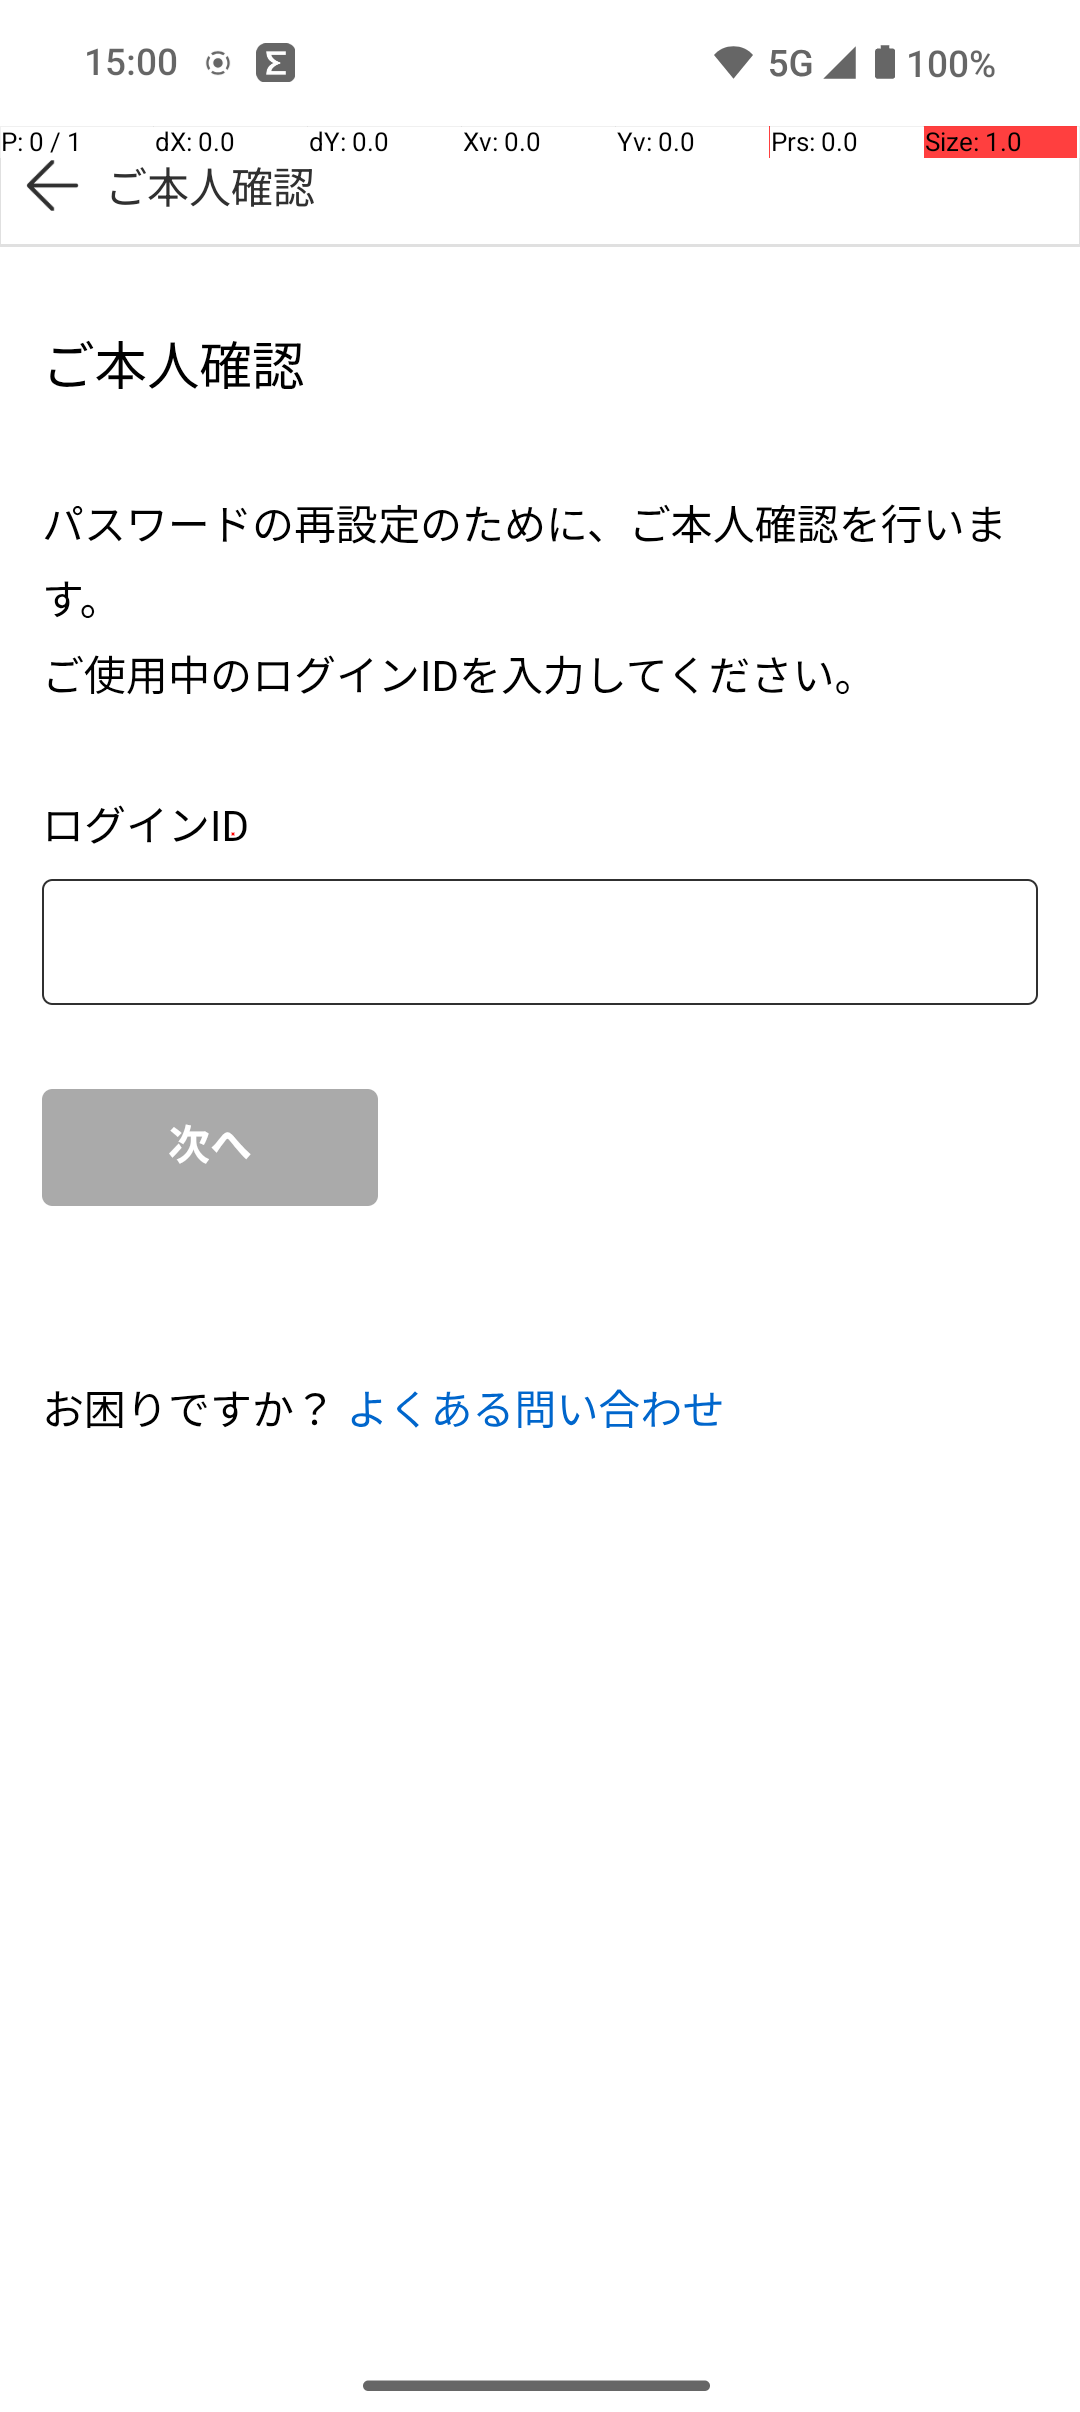 15:00 5G 100%
P: 0 / 1 dX: 0.0 dY: 0.0 Xv: 0.0 Yv: 0.0 Prs: 0.0 Size: 1.0
ご本人確認
ご本人確認
パスワードの再設定のために、ご本人確認を行いま
す。
ご使用中のログインIDを入力してください。
ログインID
次へ
お困りですか？ よくある問い合わせ